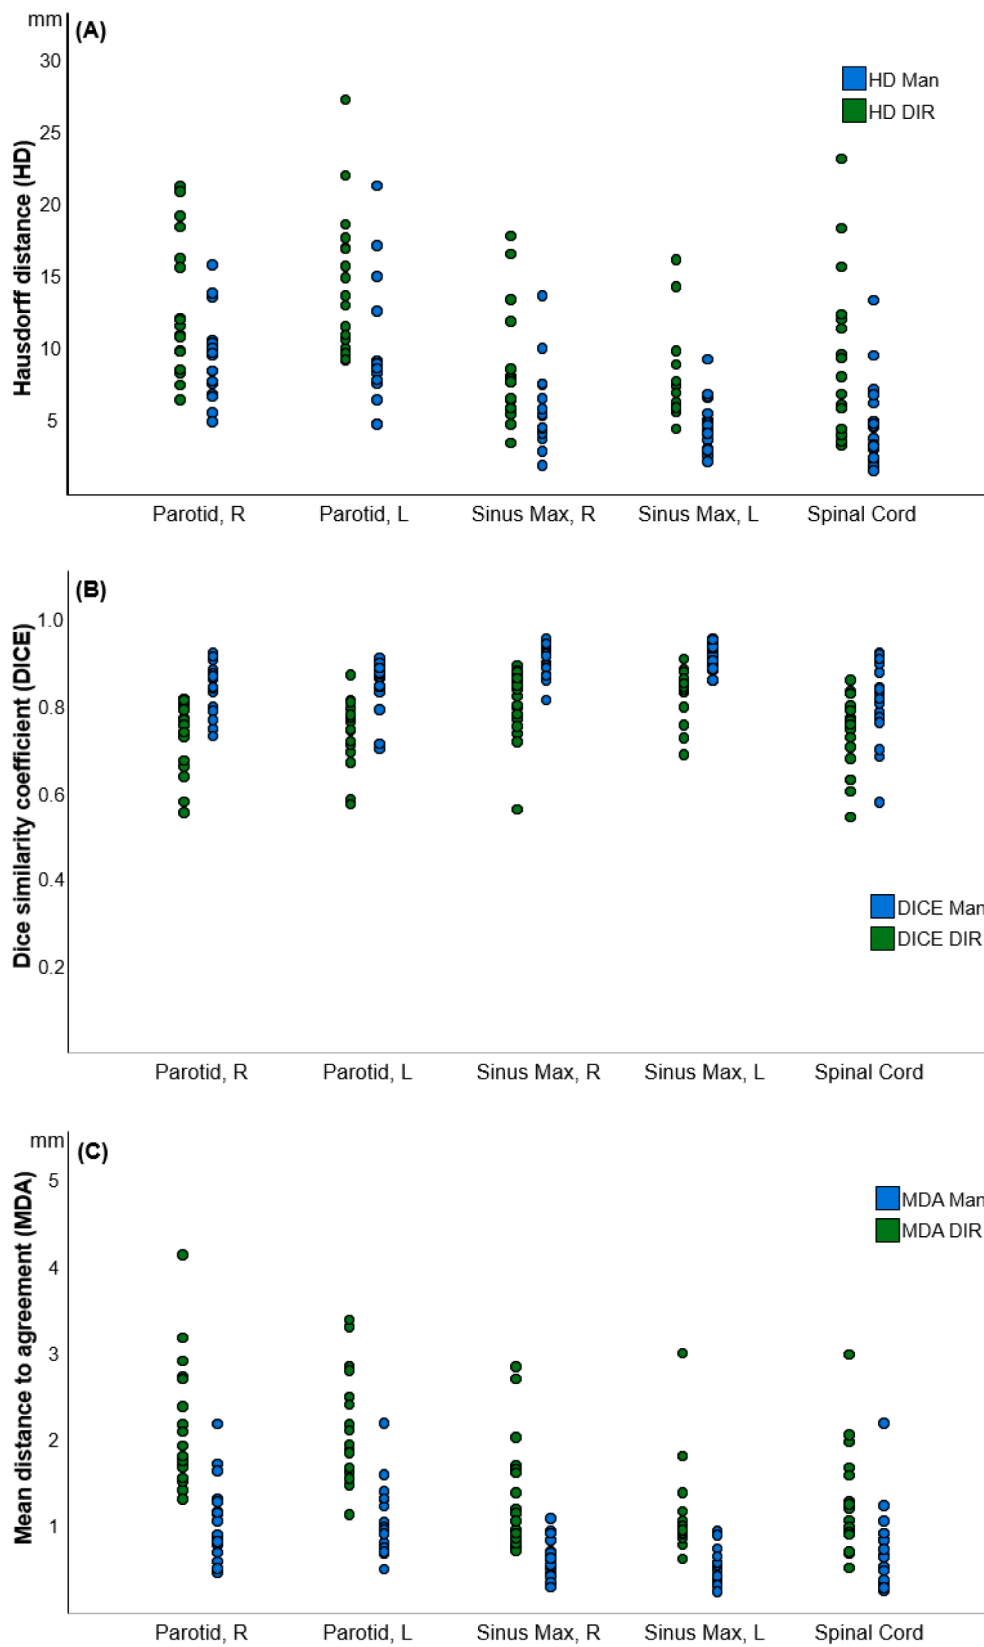 mm
(A)
30
HD Man
HD DIR
25
20
15
10
5
Hausdorff distance (HD)
Parotid, R
Parotid, L
Sinus Max, R
Sinus Max, L
Spinal Cord
(B)
1.0
0.8
0.6
0.4
0.2
Dice similarity coefficient (DICE)
DICE Man
DICE DIR
Parotid, R
Parotid, L
Sinus Max, R
Sinus Max, L
Spinal Cord
mm
(C)
5
4
3
2
1
Mean distance to agreement (MDA)
MDA Man
MDA DIR
Parotid, R
Parotid, L
Sinus Max, R
Sinus Max, L
Spinal Cord